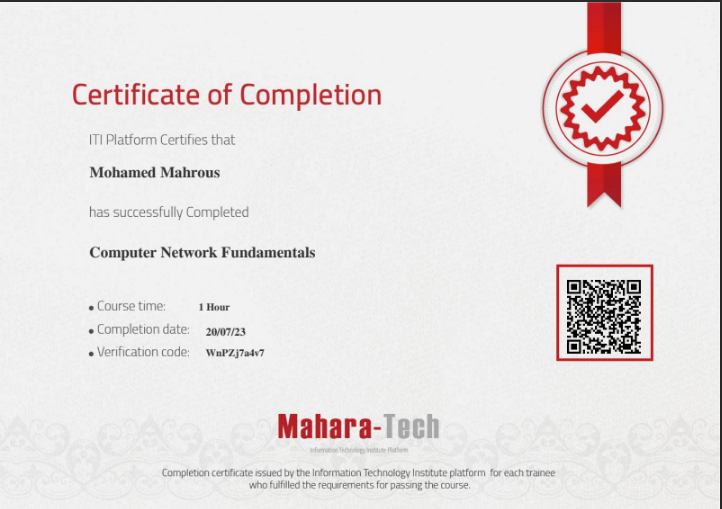 Certificate of Completion
ITI Platform Certifies that
Mohamed Mahrous
has successfully Completed
Computer Network Fundamentals
• Course time: 1 Hour
• Completion date: 20/07/23
• Verification code: WnPZj7a4v7
Mahara-Tech
Information Technology Institute Platform
Completion certificate issued by the Information Technology Institute platform for each trainee
who fulfilled the requirements for passing the course.